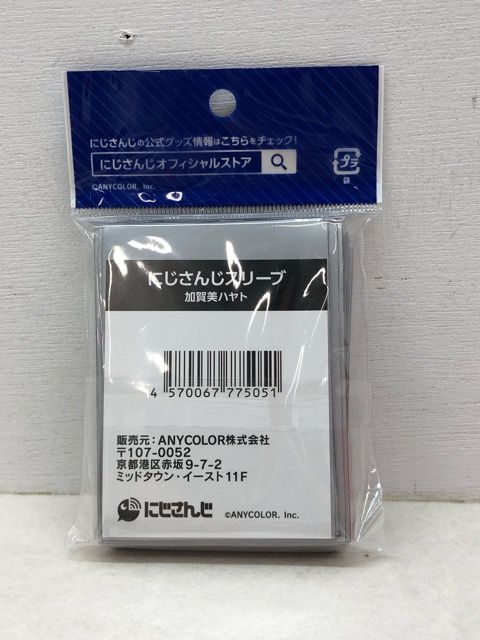 にじさんじの公式グッズ情報はこちらをチェック!
にじさんじオフィシャルストア
©ANYCOLOR, Inc.
プラ
袋
にじさんじスリーブ
加賀美ハヤト
4 570067 775051
販売元:ANYCOLOR株式会社
〒107-0052
京都港区赤坂9-7-2
ミッドタウン・イースト11F
にじさんじ
©ANYCOLOR, Inc.